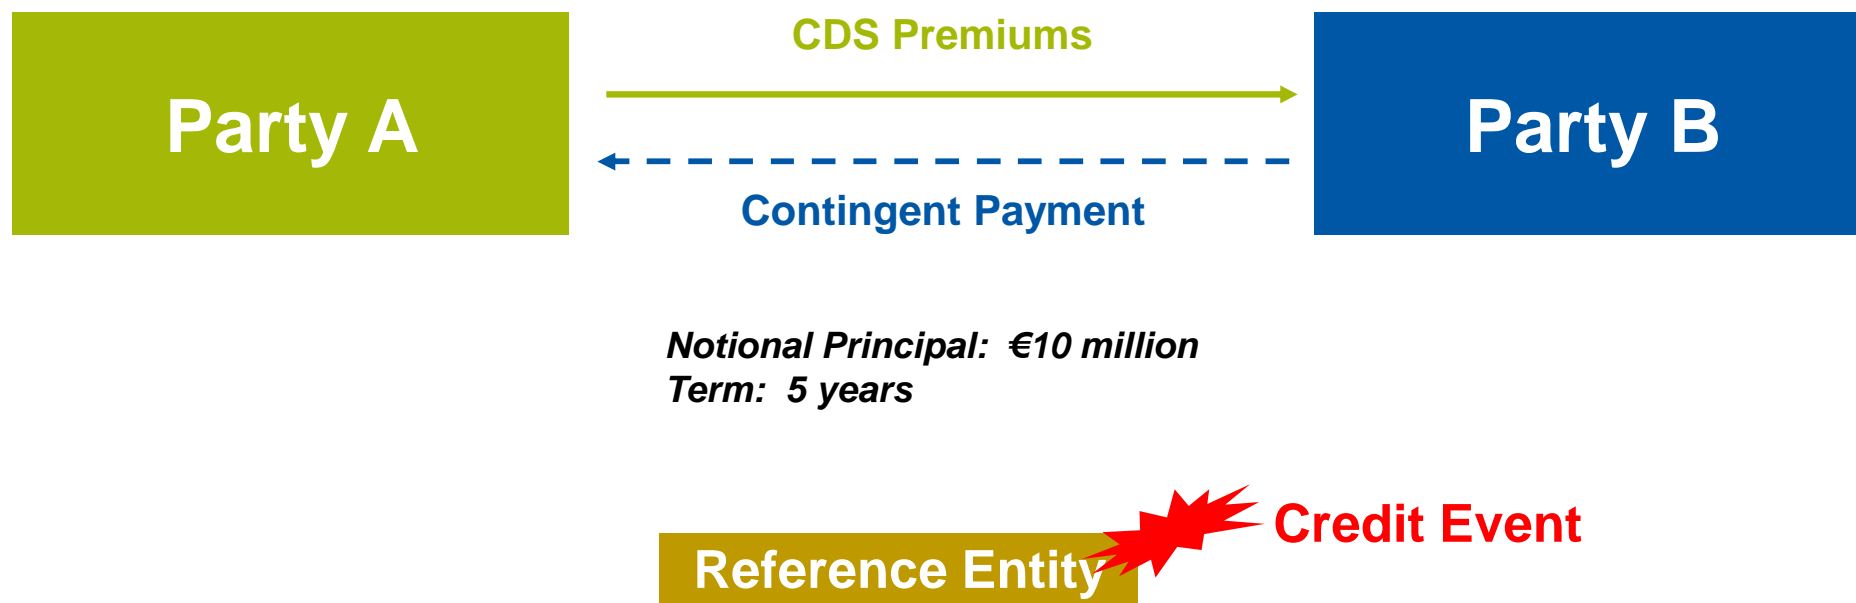 CDS Premiums
Party A
Party B
Contingent Payment
Notional Principal:  €10 million
Term:  5 years
Credit Event
Reference Entity